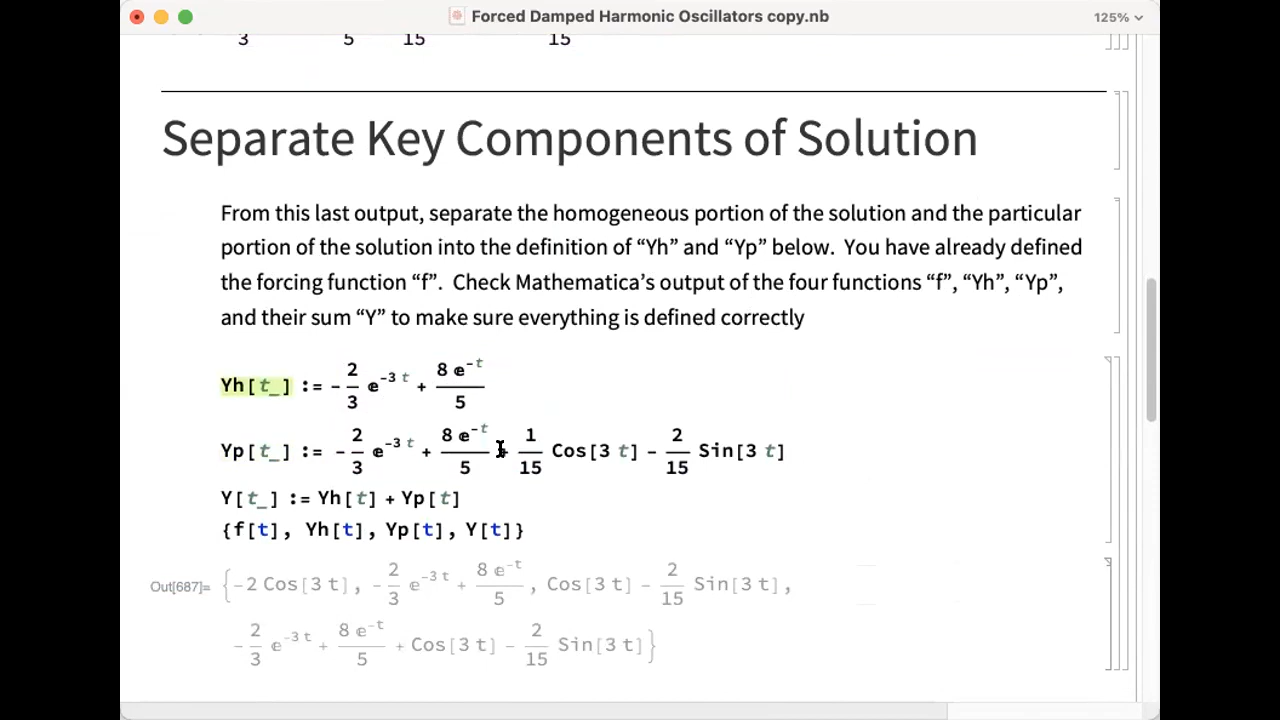 Forced Damped Harmonic Oscillators copy.nb
125%
3 5 15 15
Separate Key Components of Solution
From this last output, separate the homogeneous portion of the solution and the particular
portion of the solution into the definition of “Yh” and “Yp” below. You have already defined
the forcing function “f”. Check Mathematica’s output of the four functions “f”, “Yh”, “Yp”,
and their sum “Y” to make sure everything is defined correctly
Yh[t_] := - 2/3 e^-3 t + 8 e^-t/5
Yp[t_] := - 2/3 e^-3 t + 8 e^-t/5 + 1/15 Cos[3 t] - 2/15 Sin[3 t]
Y[t_] := Yh[t] + Yp[t]
{f[t], Yh[t], Yp[t], Y[t]}
Out[687]= {-2 Cos[3 t], - 2/3 e^-3 t + 8 e^-t/5, Cos[3 t] - 2/15 Sin[3 t],
- 2/3 e^-3 t + 8 e^-t/5 + Cos[3 t] - 2/15 Sin[3 t]}